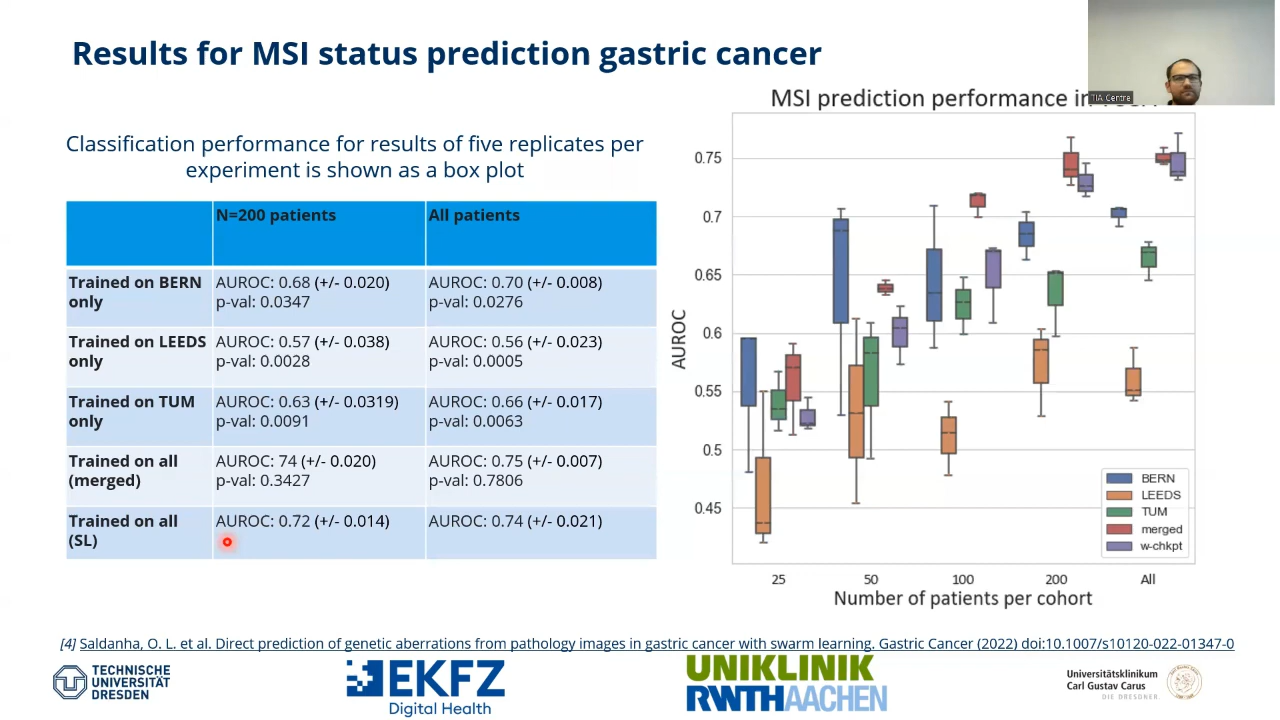 Results for MSI status prediction gastric cancer
TIA Centre
Classification performance for results of five replicates per
experiment is shown as a box plot
N=200 patients
All patients
Trained on BERN
only
AUROC: 0.68 (+/- 0.020)
p-val: 0.0347
AUROC: 0.70 (+/- 0.008)
p-val: 0.0276
Trained on LEEDS
only
AUROC: 0.57 (+/- 0.038)
p-val: 0.0028
AUROC: 0.56 (+/- 0.023)
p-val: 0.0005
Trained on TUM
only
AUROC: 0.63 (+/- 0.0319)
p-val: 0.0091
AUROC: 0.66 (+/- 0.017)
p-val: 0.0063
Trained on all
(merged)
AUROC: 74 (+/- 0.020)
p-val: 0.3427
AUROC: 0.75 (+/- 0.007)
p-val: 0.7806
Trained on all
(SL)
AUROC: 0.72 (+/- 0.014)
AUROC: 0.74 (+/- 0.021)
MSI prediction performance in
AUROC
0.75
0.7
0.65
0.6
0.55
0.5
0.45
BERN
LEEDS
TUM
merged
w-chkpt
25 50 100 200 All
Number of patients per cohort
[4] Saldanha, O. L. et al. Direct prediction of genetic aberrations from pathology images in gastric cancer with swarm learning. Gastric Cancer (2022) doi:10.1007/s10120-022-01347-0
TECHNISCHE
UNIVERSITÄT
DRESDEN
EKFZ
Digital Health
UNIKLINIK
RWTHAACHEN
Universitätsklinikum
Carl Gustav Carus
DIE DRESDNER.